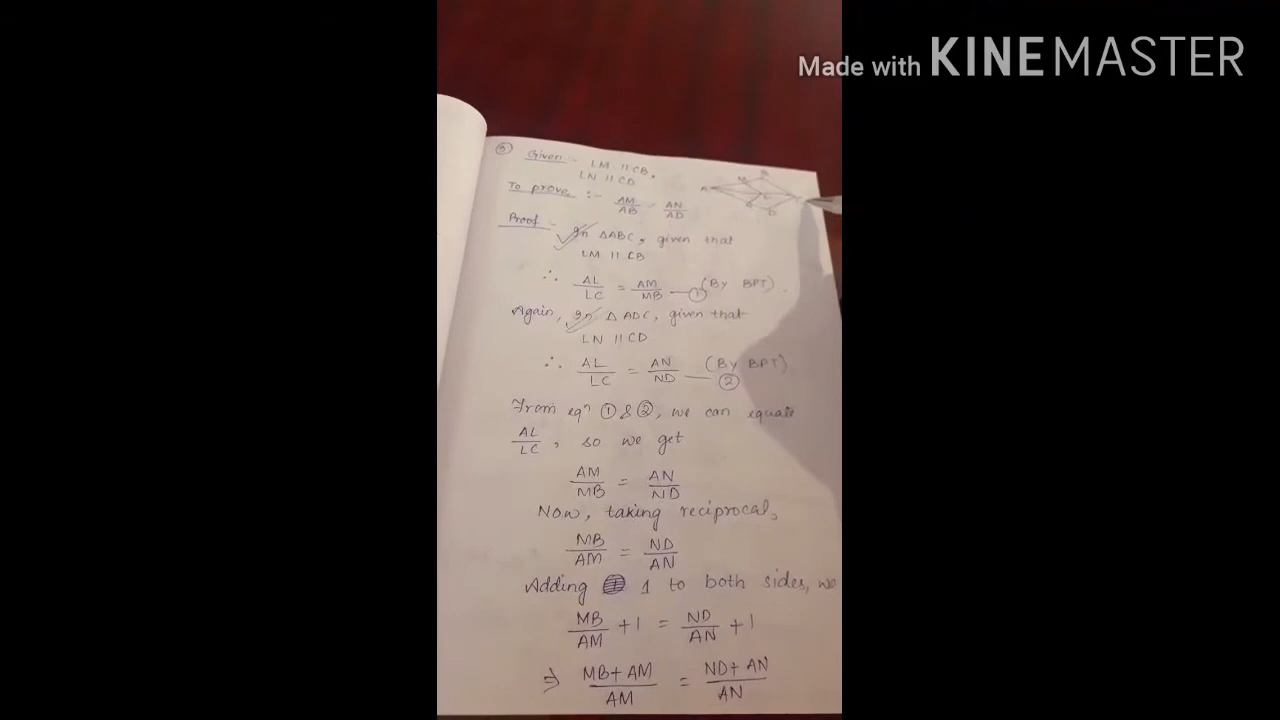 Made with KINEMASTER
③ Given :- LM || CB,
LN || CD
To prove :- AM/AB = AN/AD
Proof :-
In ΔABC, given that
LM || CB
∴ AL/LC = AM/MB —① (By BPT).
Again, In Δ ADC, given that
LN || CD
∴ AL/LC = AN/ND —② (By BPT)
From eqⁿ ① & ②, we can equate
AL/LC, so we get
AM/MB = AN/ND
Now, taking reciprocal,
MB/AM = ND/AN
Adding 1 to both sides, we
MB/AM + 1 = ND/AN + 1
⇒ MB + AM/AM = ND + AN/AN